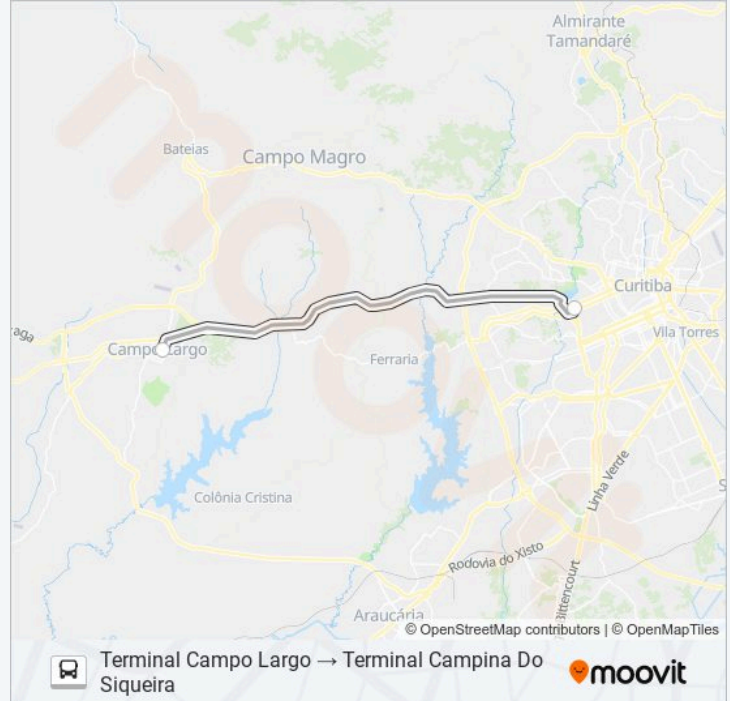 Almirante
Tamandaré
Bateias
Campo Magro
Curitiba
aga
Campo Largo
Vila Torres
Ferraria
Colônia Cristina
Linha Verde
S
Rodovia do Xisto
Bittencourt
Araucária
© OpenStreetMap contributors | © OpenMapTiles
Terminal Campo Largo → Terminal Campina Do
Siqueira
moovit